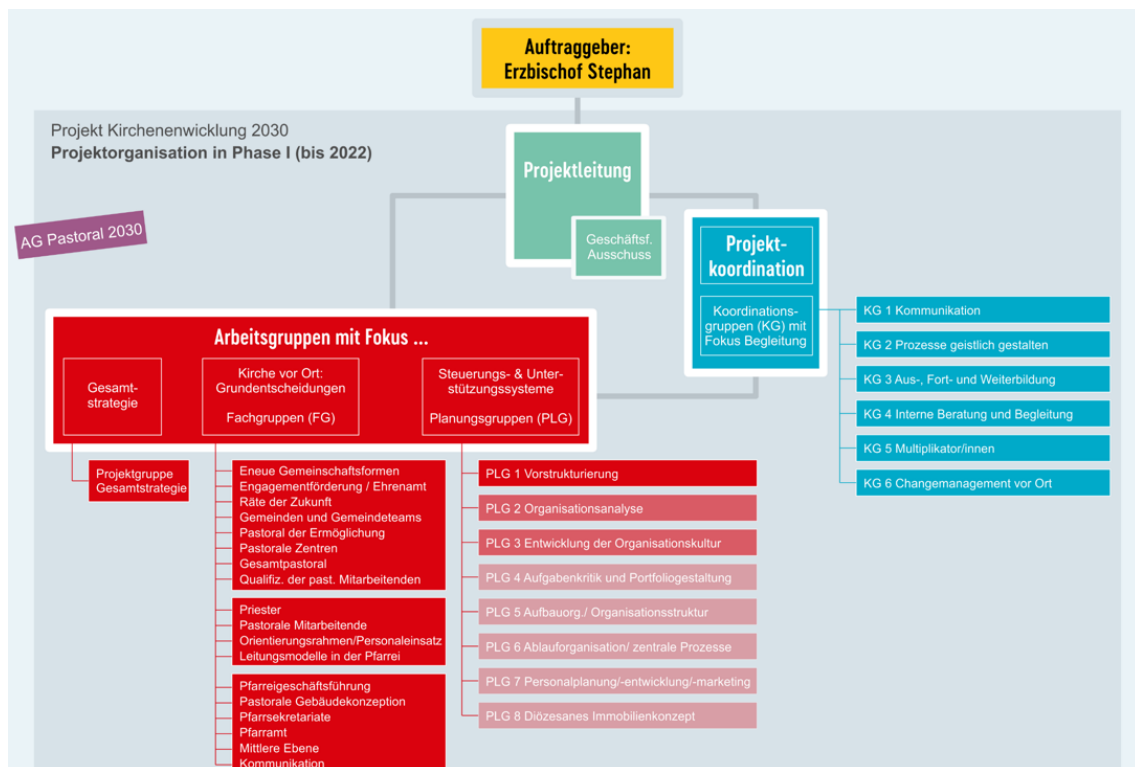 Auftraggeber:
Erzbischof Stephan
Projekt Kirchenenwicklung 2030
Projektorganisation in Phase I (bis 2022)
Projektleitung
AG Pastoral 2030
Geschäftsf.
Ausschuss
Projekt-
koordination
Koordinations-
gruppen (KG) mit
Fokus Begleitung
KG 1 Kommunikation
KG 2 Prozesse geistlich gestalten
KG 3 Aus-, Fort- und Weiterbildung
KG 4 Interne Beratung und Begleitung
KG 5 Multiplikator/innen
KG 6 Changemanagement vor Ort
Arbeitsgruppen mit Fokus ...
Gesamt-
strategie
Kirche vor Ort:
Grundentscheidungen
Fachgruppen (FG)
Steuerungs- & Unter-
stützungssysteme
Planungsgruppen (PLG)
Projektgruppe
Gesamtstrategie
Eneue Gemeinschaftsformen
Engagementförderung / Ehrenamt
Räte der Zukunft
Gemeinden und Gemeindeteams
Pastoral der Ermöglichung
Pastorale Zentren
Gesamtpastoral
Qualifiz. der past. Mitarbeitenden
Priester
Pastorale Mitarbeitende
Orientierungsrahmen/Personaleinsatz
Leitungsmodelle in der Pfarrei
Pfarreigeschäftsführung
Pastorale Gebäudekonzeption
Pfarrsekretariate
Pfarramt
Mittlere Ebene
Kommunikation
PLG 1 Vorstrukturierung
PLG 2 Organisationsanalyse
PLG 3 Entwicklung der Organisationskultur
PLG 4 Aufgabenkritik und Portfoliogestaltung
PLG 5 Aufbauorg./ Organisationsstruktur
PLG 6 Ablauforganisation/ zentrale Prozesse
PLG 7 Personalplanung/-entwicklung/-marketing
PLG 8 Diözesanes Immobilienkonzept